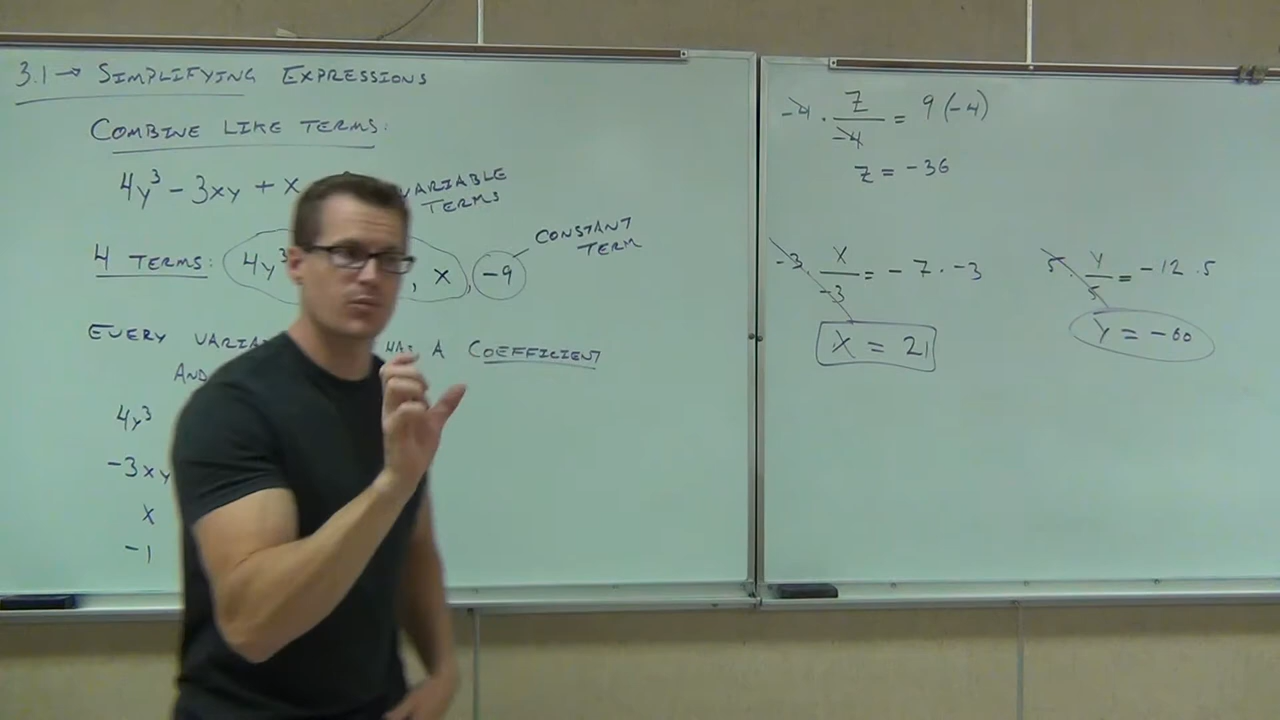 3.1 → SIMPLIFYING EXPRESSIONS
COMBINE LIKE TERMS:
4y³ - 3xy + x
VARIABLE
TERMS
4 TERMS: 4y³ , x -9
CONSTANT
TERM
EVERY HAS A COEFFICIENT
AND
4y³
-3xy
x
-1
-4 · z/-4 = 9(-4)
z = -36
-3 · x/-3 = -7 · -3
x = 21
5 · y/5 = -12 · 5
y = -60